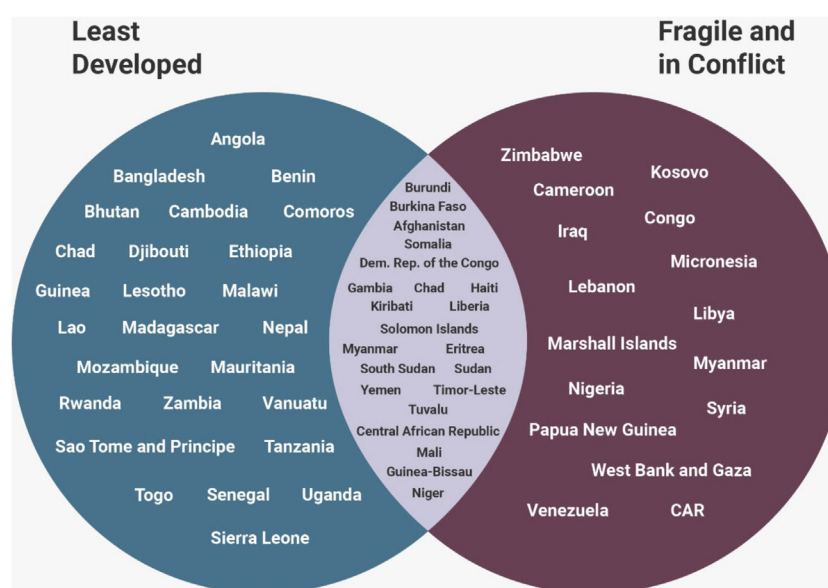 Least
Developed
Fragile and
in Conflict
Angola
Bangladesh Benin
Bhutan Cambodia Comoros
Chad Djibouti Ethiopia
Guinea Lesotho Malawi
Lao Madagascar Nepal
Mozambique Mauritania
Rwanda Zambia Vanuatu
Sao Tome and Principe Tanzania
Togo Senegal Uganda
Sierra Leone
Burundi
Burkina Faso
Afghanistan
Somalia
Dem. Rep. of the Congo
Gambia Chad Haiti
Kiribati Liberia
Solomon Islands
Myanmar Eritrea
South Sudan Sudan
Yemen Timor-Leste
Tuvalu
Central African Republic
Mali
Guinea-Bissau
Niger
Zimbabwe
Kosovo
Cameroon
Congo
Iraq
Micronesia
Lebanon
Libya
Marshall Islands
Myanmar
Nigeria
Syria
Papua New Guinea
West Bank and Gaza
Venezuela CAR